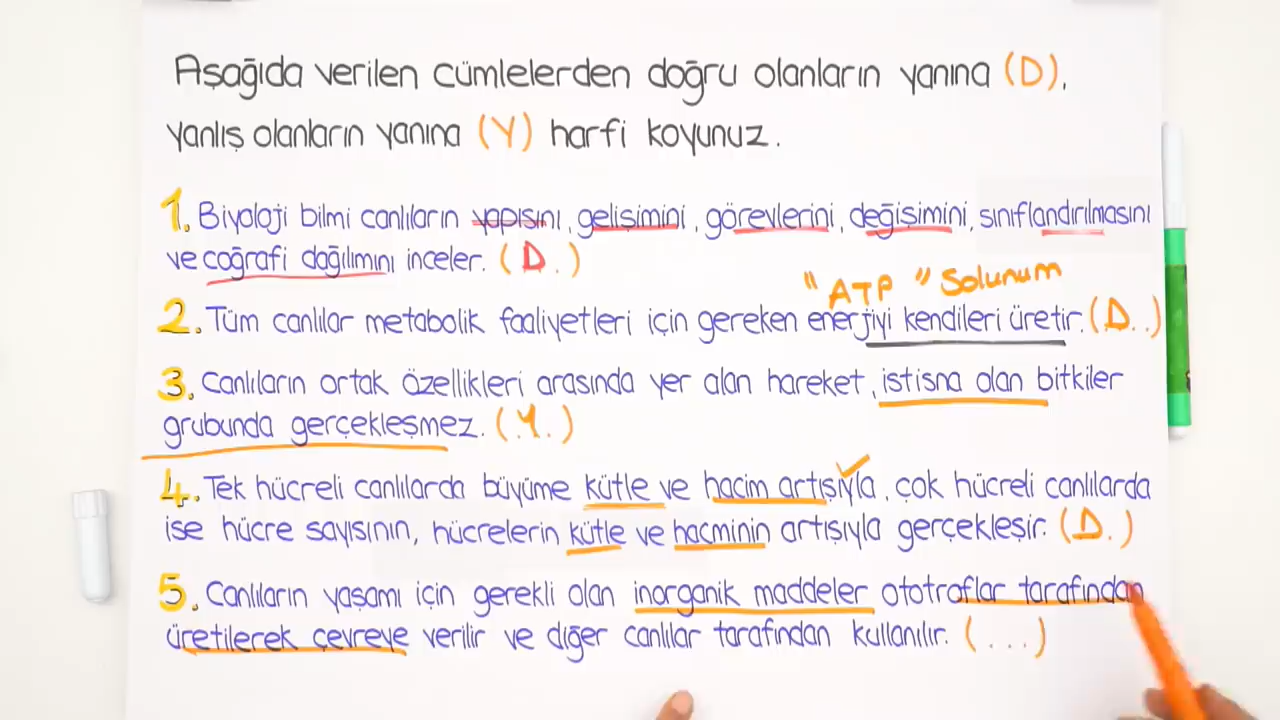 Aşağıda verilen cümlelerden doğru olanların yanına (D),
yanlış olanların yanına (Y) harfi koyunuz.
1. Biyoloji bilmi canlıların yapısını, gelişimini, görevlerini, değişimini, sınıflandırılmasını
ve coğrafi dağılımını inceler. (D.)
"ATP" Solunum
2. Tüm canlılar metabolik faaliyetleri için gereken enerjiyi kendileri üretir. (D..)
3. Canlıların ortak özellikleri arasında yer alan hareket, istisna olan bitkiler
grubunda gerçekleşmez. (.Y.)
4. Tek hücreli canlılarda büyüme kütle ve hacim artışıyla, çok hücreli canlılarda
ise hücre sayısının, hücrelerin kütle ve hacminin artışıyla gerçekleşir. (D.)
5. Canlıların yaşamı için gerekli olan inorganik maddeler ototroflar tarafından
üretilerek çevreye verilir ve diğer canlılar tarafından kullanılır. (...)